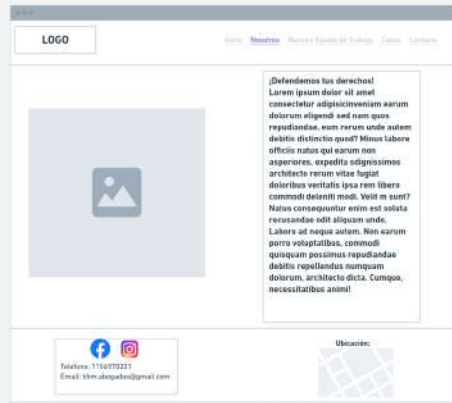 LOGO
Inicio Nosotros Nuestro Equipo de Trabajo Casos Contacto
¡Defendemos tus derechos!
Lorem ipsum dolor sit amet
consectetur adipisicinveniam earum
dolorum eligendi sed nam quos
repudiandae, eum rerum unde autem
debitis distinctio quod? Minus labore
officiis natus qui earum non
asperiores, expedita sdignissimos
architecto rerum vitae fugiat
doloribus veritatis ipsa rem libero
commodi deleniti modi. Velit m sunt?
Natus consequuntur enim est soluta
recusandae odit aliquam unde.
Labore ad neque autem. Non earum
porro voluptatibus, commodi
quisquam possimus repudiandae
debitis repellendus numquam
dolorum, architecto dicta. Cumque,
necessitatibus animi!
Teléfono: 1156970221
Email:
Ubicación: